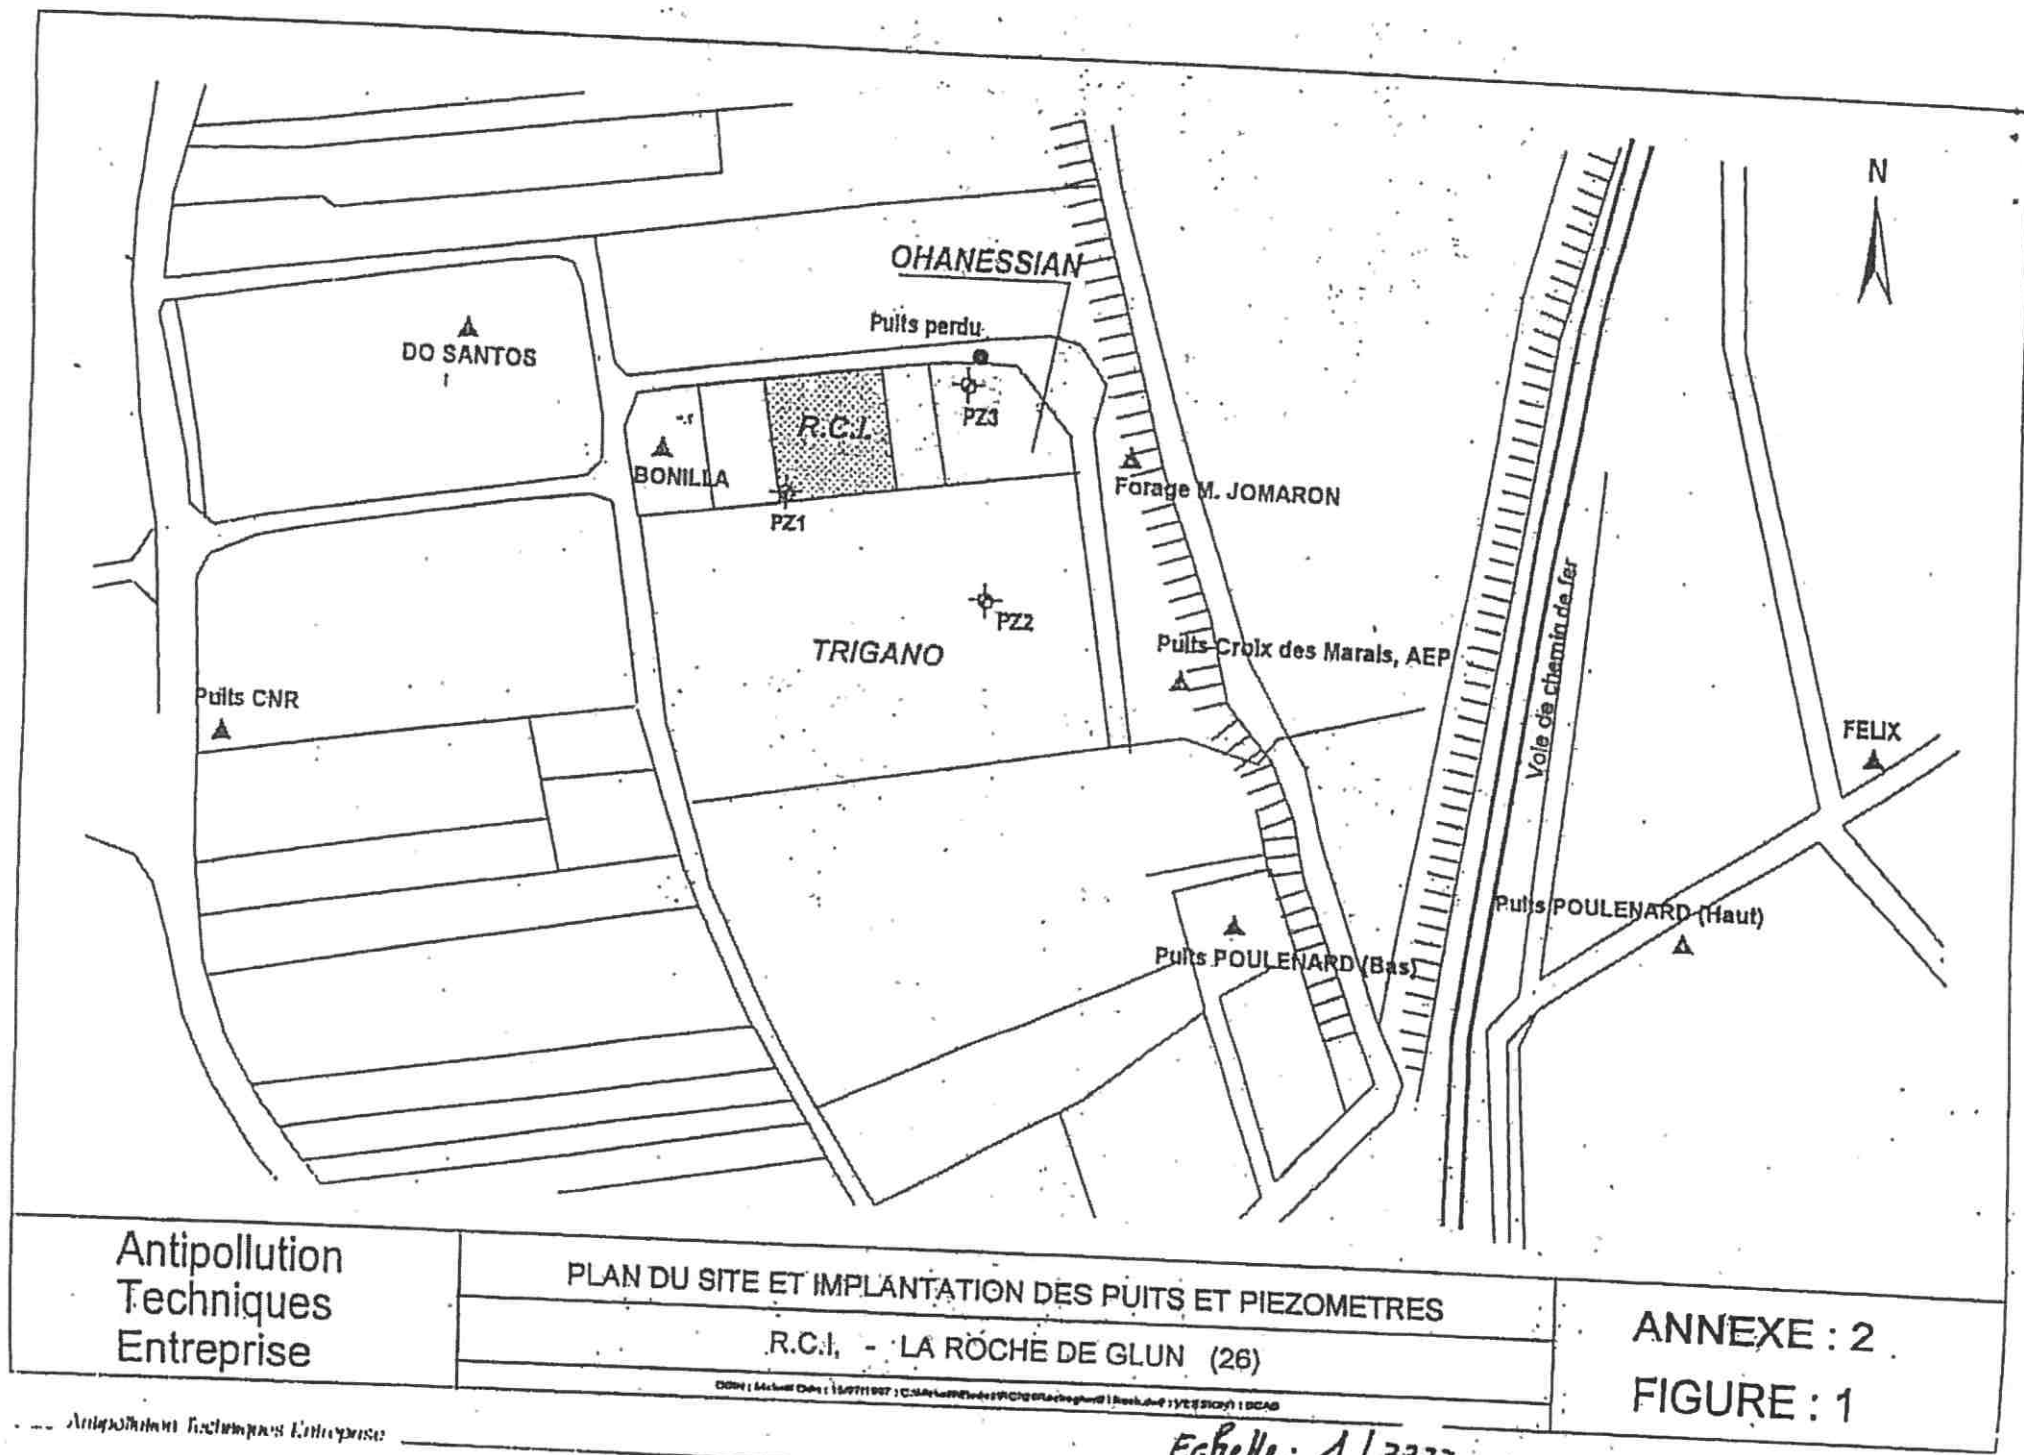 N
OHANESSIAN
Puits perdu
DO SANTOS
R.C.I.
PZ3
BONILLA
Forage M. JOMARON
PZ1
PZ2
TRIGANO
Puits Croix des Marais, AEP
Voie de chemin de fer
Puits CNR
FELIX
Puits POULENARD (Haut)
Puits POULENARD (Bas)
Antipollution
Techniques
Entreprise
PLAN DU SITE ET IMPLANTATION DES PUITS ET PIEZOMETRES
R.C.I. - LA ROCHE DE GLUN (26)
ANNEXE : 2
FIGURE : 1
Antipollution Techniques Entreprise
Echelle : 1/